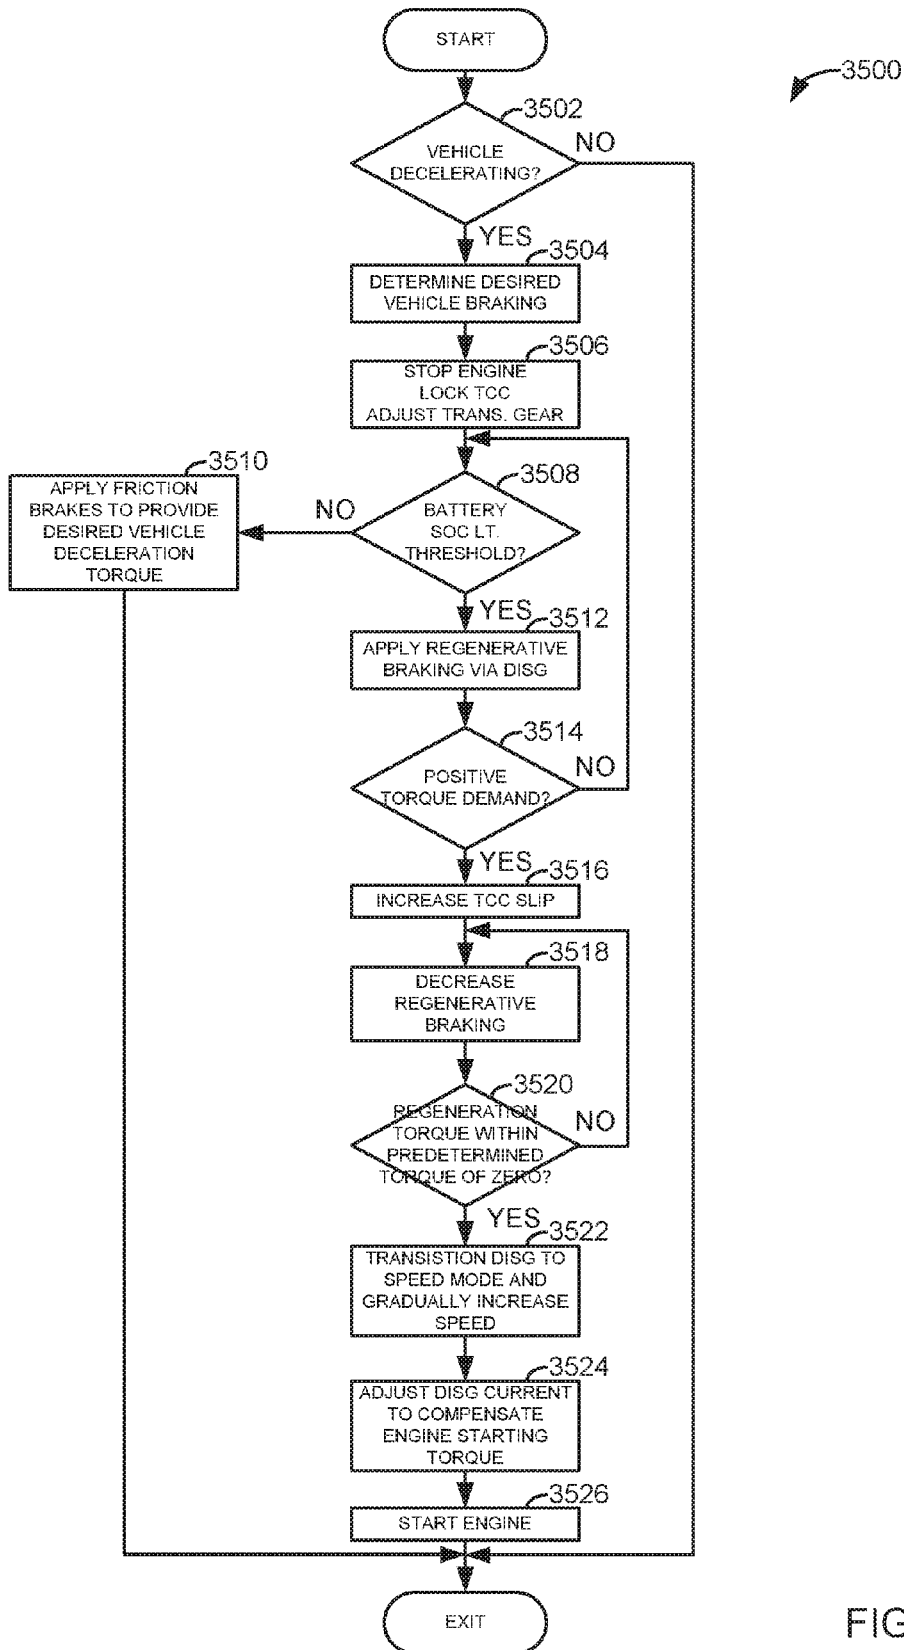 START
3500
3502
VEHICLE
DECELERATING?
NO
YES
3504
DETERMINE DESIRED
VEHICLE BRAKING
3506
STOP ENGINE
LOCK TCC
ADJUST TRANS. GEAR
3510
APPLY FRICTION
BRAKES TO PROVIDE
DESIRED VEHICLE
DECELERATION
TORQUE
NO
3508
BATTERY
SOC L.T.
THRESHOLD?
YES
3512
APPLY REGENERATIVE
BRAKING VIA DISG
3514
POSITIVE
TORQUE DEMAND?
NO
YES
3516
INCREASE TCC SLIP
3518
DECREASE
REGENERATIVE
BRAKING
3520
REGENERATION
TORQUE WITHIN
PREDETERMINED
TORQUE OF ZERO?
NO
YES
3522
TRANSISTION DISG TO
SPEED MODE AND
GRADUALLY INCREASE
SPEED
3524
ADJUST DISG CURRENT
TO COMPENSATE
ENGINE STARTING
TORQUE
3526
START ENGINE
EXIT
FIG